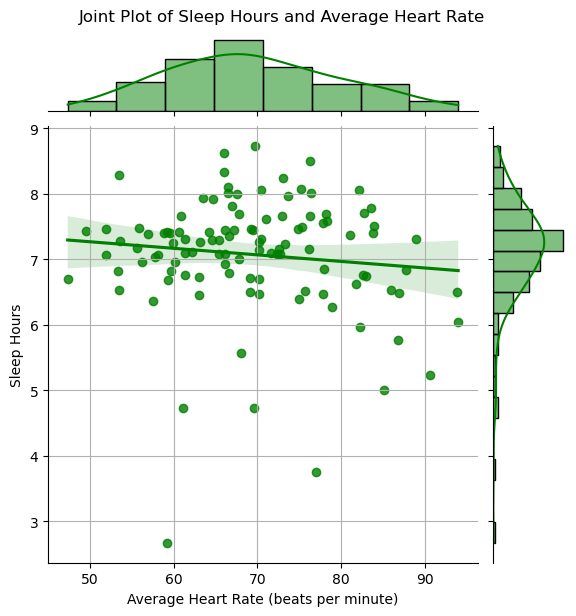 Joint Plot of Sleep Hours and Average Heart Rate
9
8
7
6
5
4
3
Sleep Hours
50 60 70 80 90
Average Heart Rate (beats per minute)